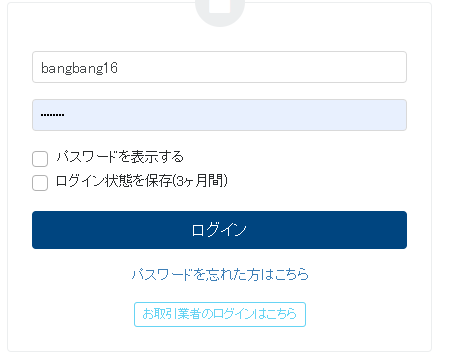 bangbang16
••••••••
パスワードを表示する
ログイン状態を保存(3ヶ月間)
ログイン
パスワードを忘れた方はこちら
お取引業者のログインはこちら